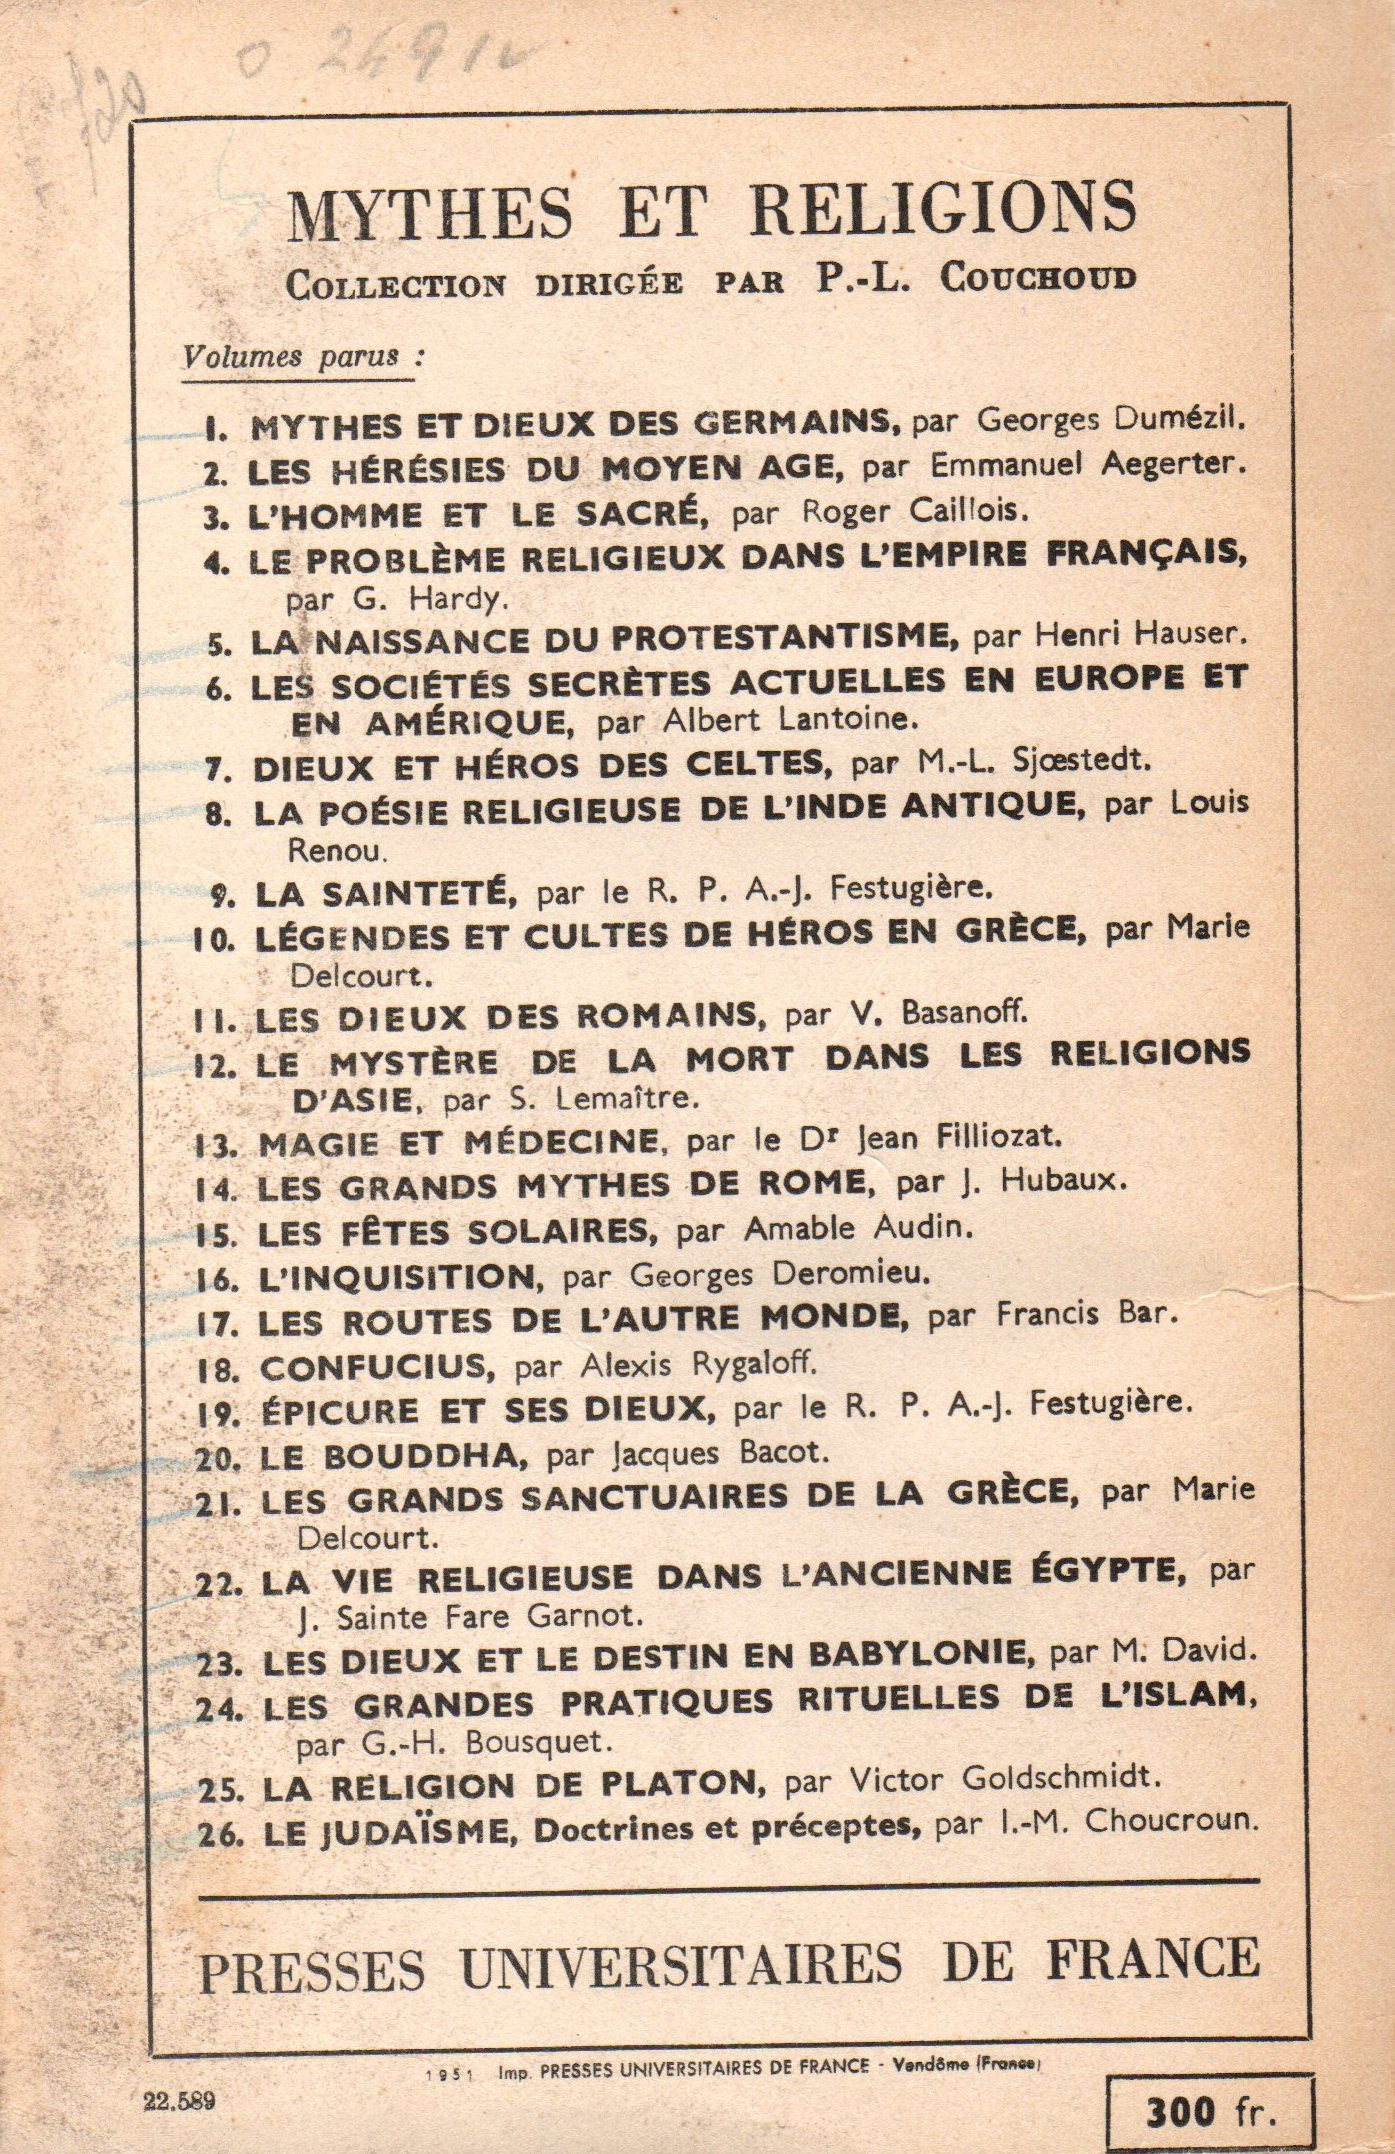 0 2491
MYTHES ET RELIGIONS
COLLECTION DIRIGÉE PAR P.-L. COUCHOUD
Volumes parus :
1. MYTHES ET DIEUX DES GERMAINS, par Georges Dumézil.
2. LES HÉRÉSIES DU MOYEN AGE, par Emmanuel Aegerter.
3. L'HOMME ET LE SACRÉ, par Roger Caillois.
4. LE PROBLÈME RELIGIEUX DANS L'EMPIRE FRANÇAIS,
par G. Hardy.
5. LA NAISSANCE DU PROTESTANTISME, par Henri Hauser.
6. LES SOCIÉTÉS SECRÈTES ACTUELLES EN EUROPE ET
EN AMÉRIQUE, par Albert Lantoine.
7. DIEUX ET HÉROS DES CELTES, par M.-L. Sjœstedt.
8. LA POÉSIE RELIGIEUSE DE L'INDE ANTIQUE, par Louis
Renou.
9. LA SAINTETÉ, par le R. P. A.-J. Festugière.
10. LÉGENDES ET CULTES DE HÉROS EN GRÈCE, par Marie
Delcourt.
11. LES DIEUX DES ROMAINS, par V. Basanoff.
12. LE MYSTÈRE DE LA MORT DANS LES RELIGIONS
D'ASIE, par S. Lemaître.
13. MAGIE ET MÉDECINE, par le Dr Jean Filliozat.
14. LES GRANDS MYTHES DE ROME, par J. Hubaux.
15. LES FÊTES SOLAIRES, par Amable Audin.
16. L'INQUISITION, par Georges Deromieu.
17. LES ROUTES DE L'AUTRE MONDE, par Francis Bar.
18. CONFUCIUS, par Alexis Rygaloff.
19. ÉPICURE ET SES DIEUX, par le R. P. A.-J. Festugière.
20. LE BOUDDHA, par Jacques Bacot.
21. LES GRANDS SANCTUAIRES DE LA GRÈCE, par Marie
Delcourt.
22. LA VIE RELIGIEUSE DANS L'ANCIENNE ÉGYPTE, par
J. Sainte Fare Garnot.
23. LES DIEUX ET LE DESTIN EN BABYLONIE, par M. David.
24. LES GRANDES PRATIQUES RITUELLES DE L'ISLAM,
par G.-H. Bousquet.
25. LA RELIGION DE PLATON, par Victor Goldschmidt.
26. LE JUDAÏSME, Doctrines et préceptes, par I.-M. Choucroun.
PRESSES UNIVERSITAIRES DE FRANCE
1951 Imp. PRESSES UNIVERSITAIRES DE FRANCE - Vendôme (France)
22.589
300 fr.